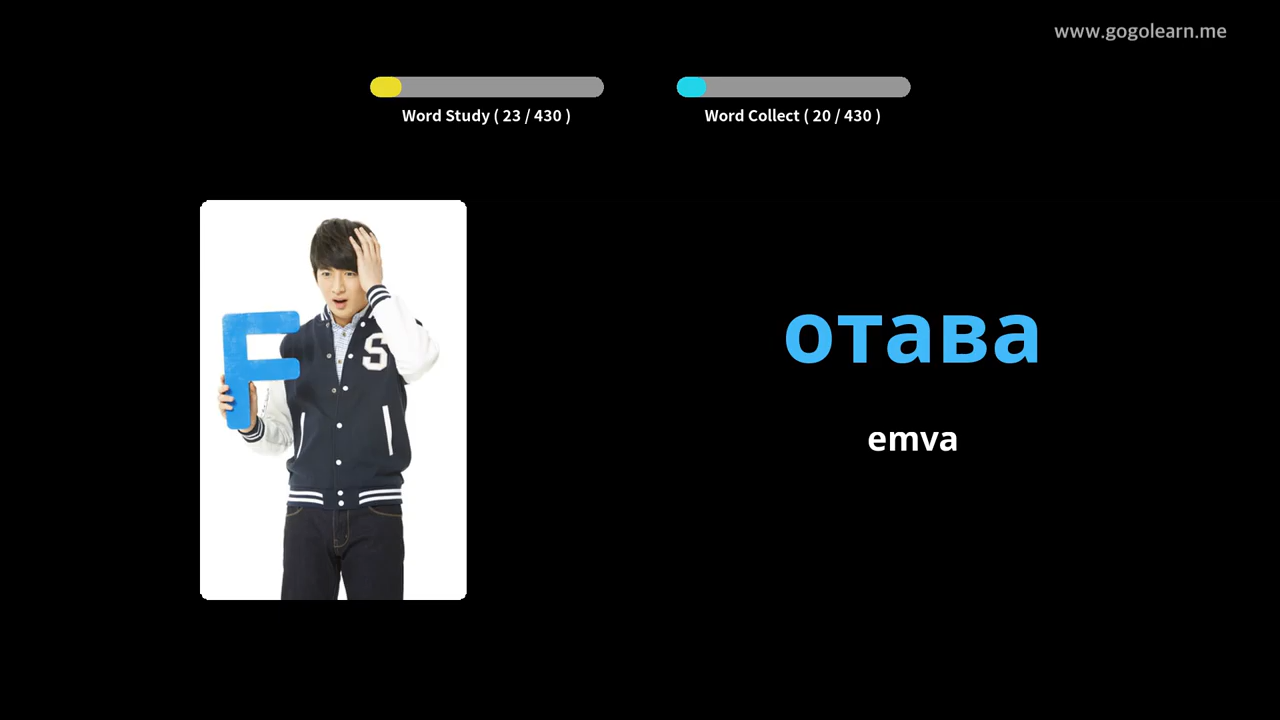 www.gogolearn.me
Word Study ( 23 / 430 )
Word Collect ( 20 / 430 )
F
S
отава
emva